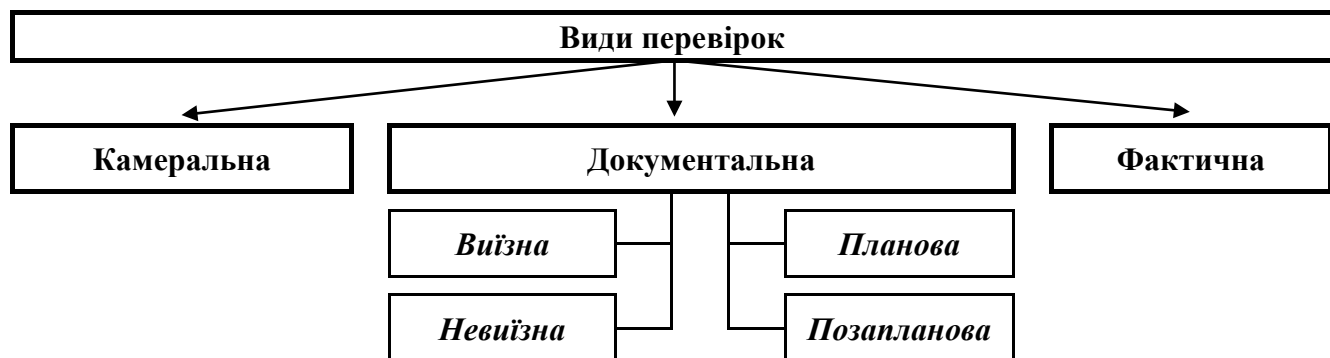 Види перевірок
Камеральна
Документальна
Фактична
Виїзна
Планова
Невиїзна
Позапланова